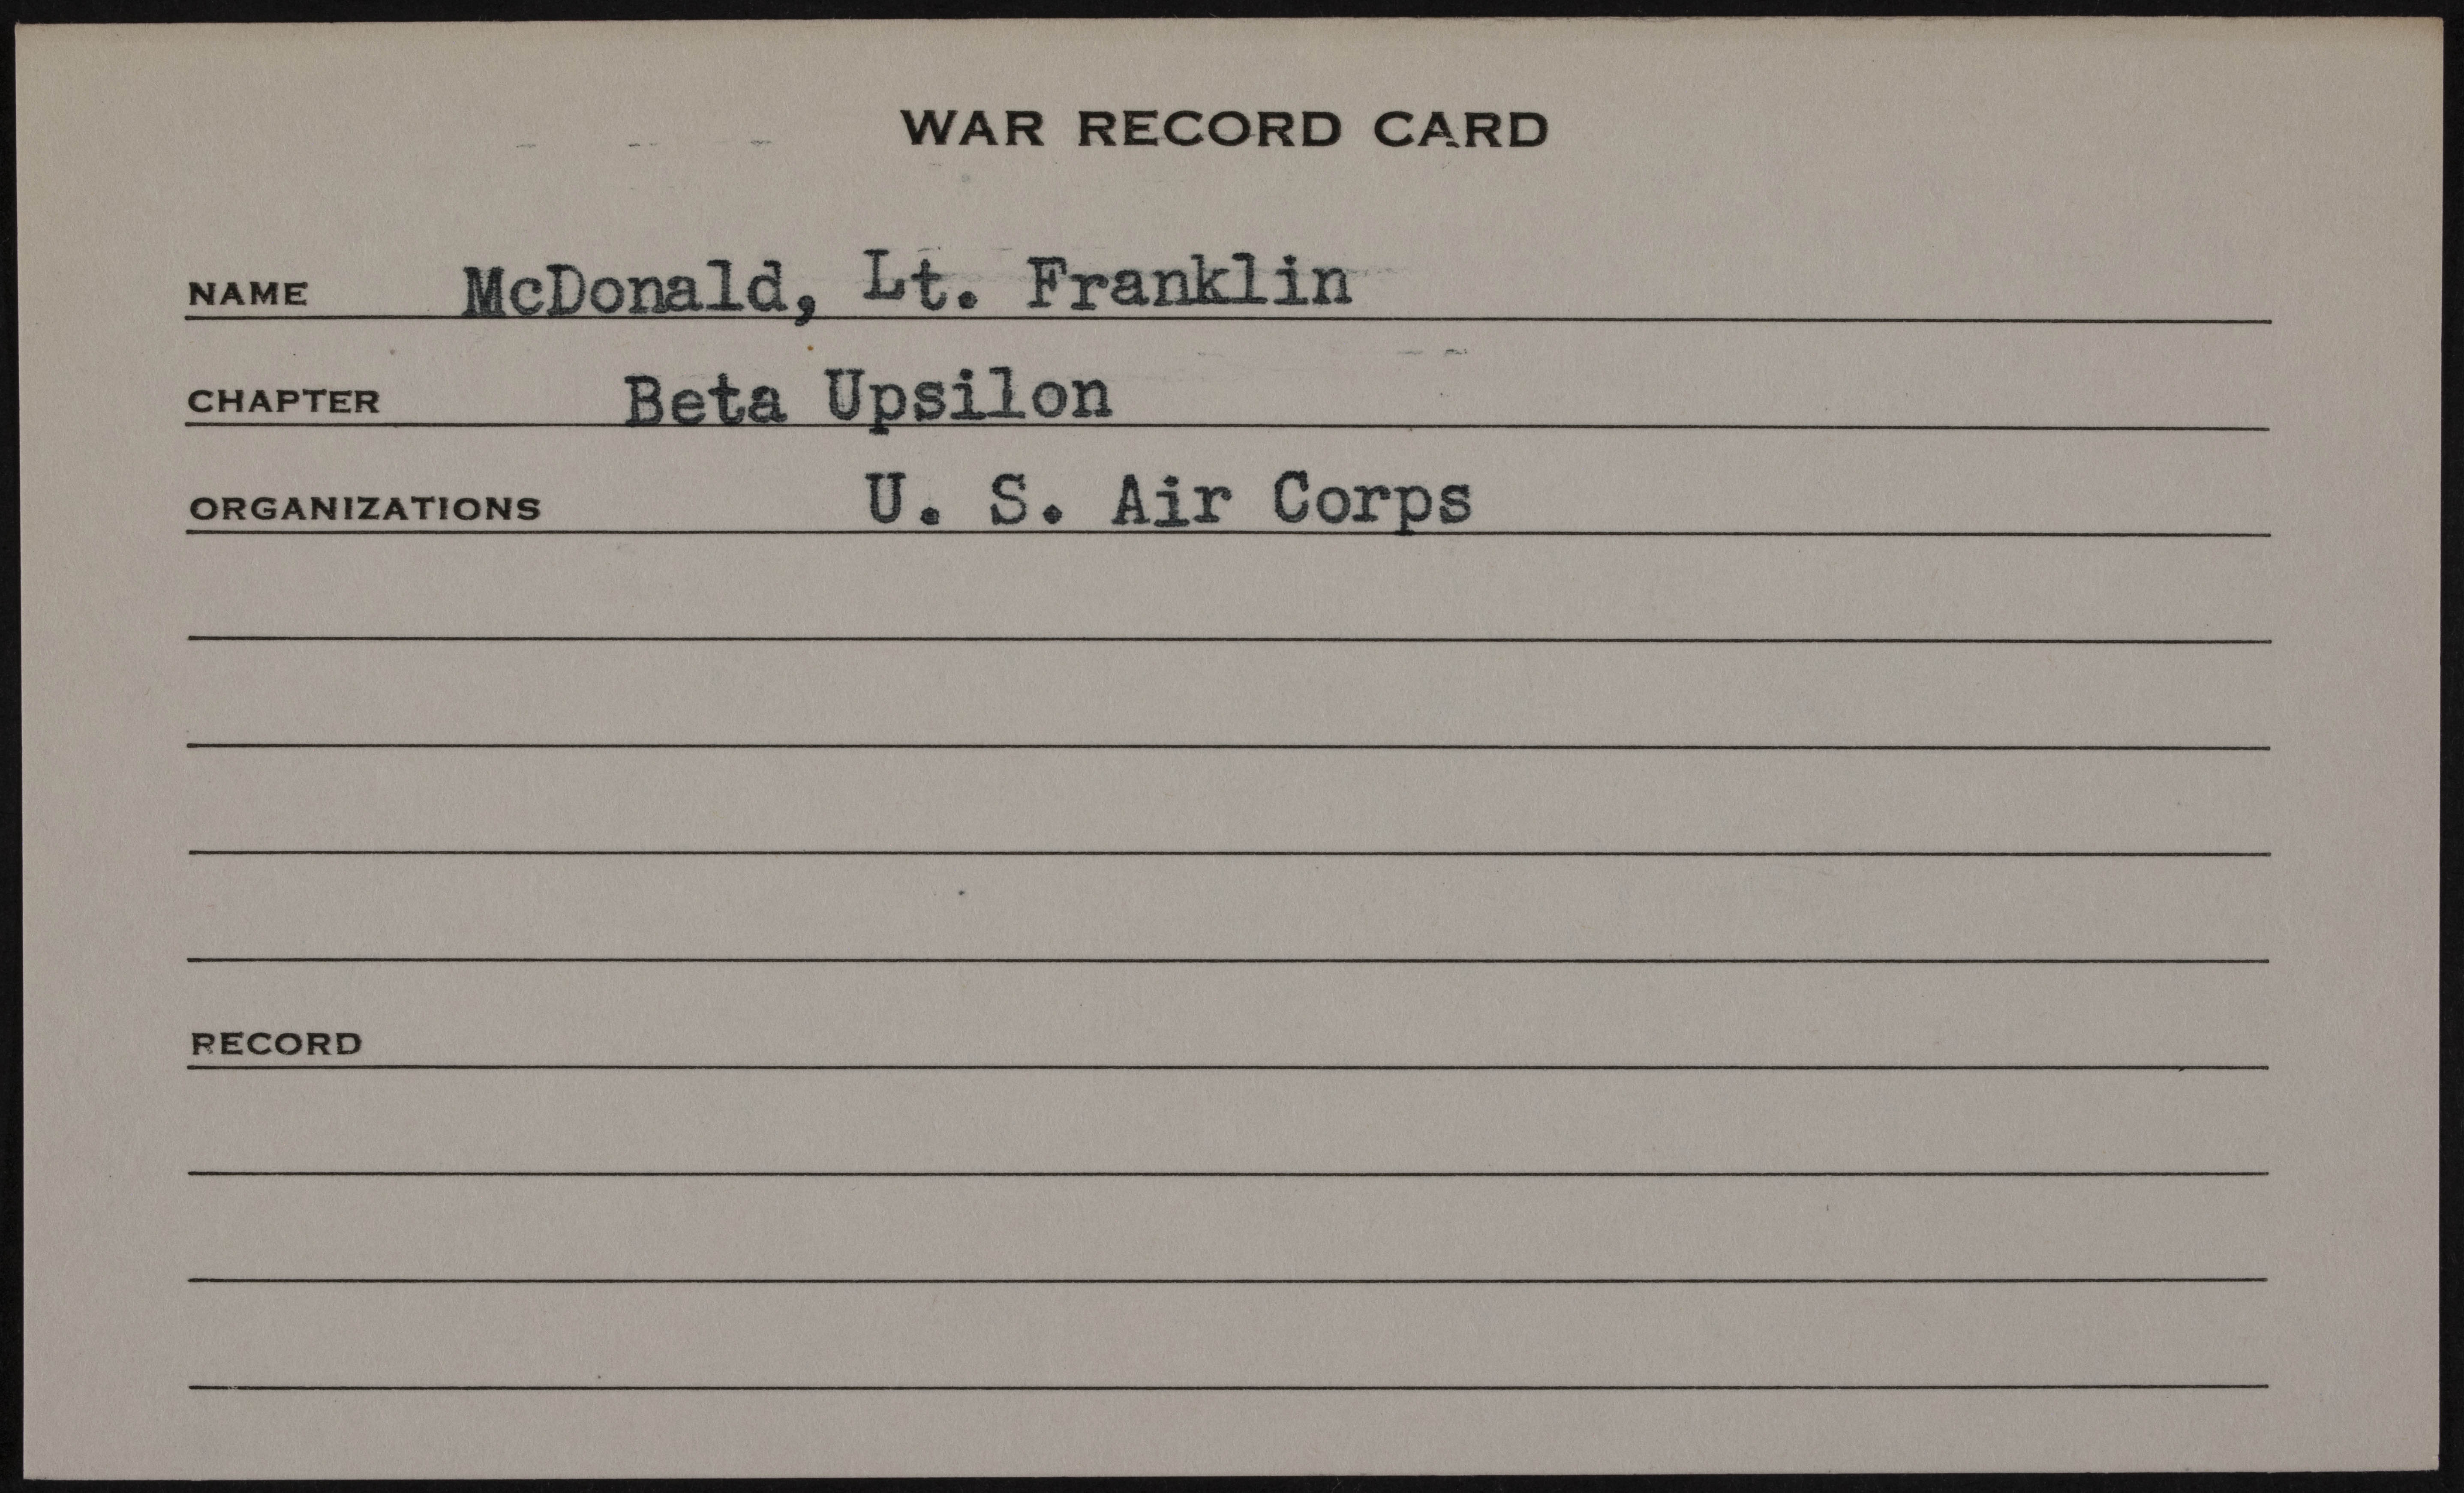 WAR RECORD CARD
NAME McDonald, Lt. Franklin
CHAPTER Beta Upsilon
ORGANIZATIONS U. S. Air Corps
RECORD